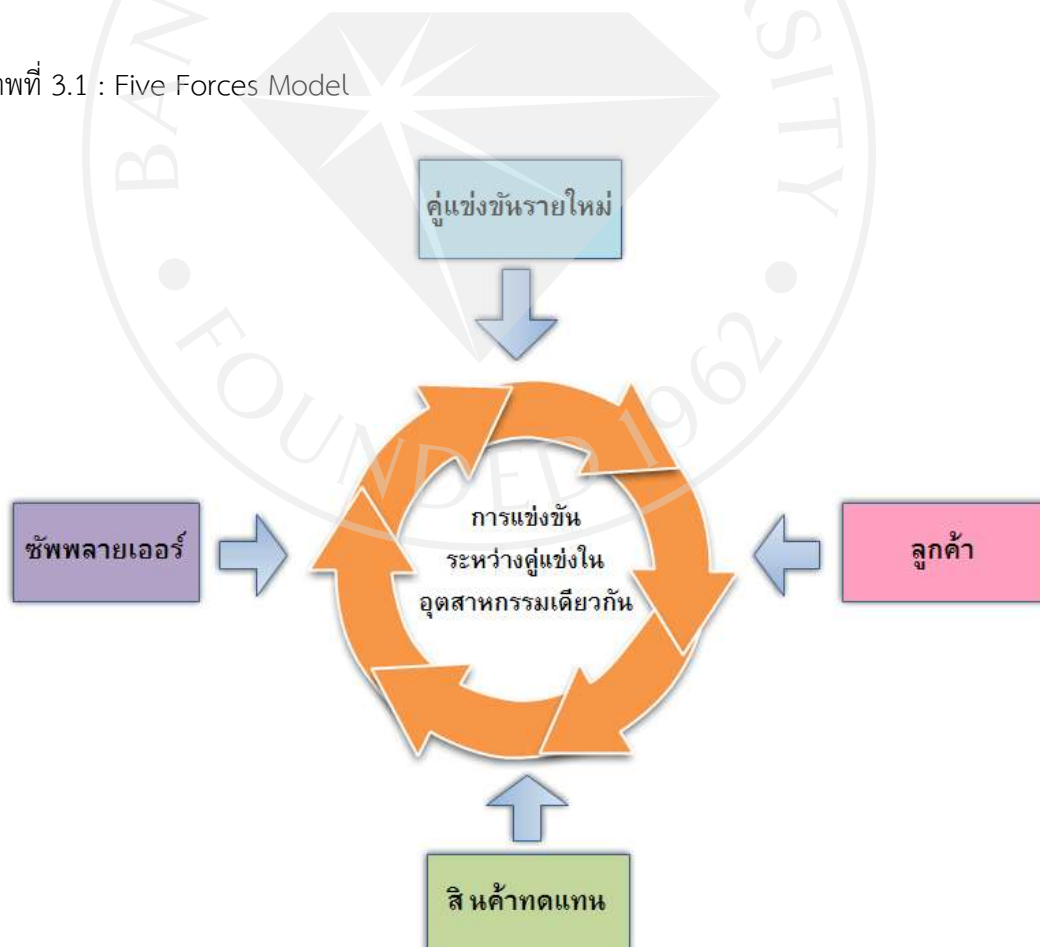 าพที่ 3.1 : Five Forces Model
คู่แข่งขันรายใหม่
ซัพพลายเออร์
การแข่งขัน
ระหว่างคู่แข่งใน
อุตสาหกรรมเดียวกัน
ลูกค้า
สินค้าทดแทน
BAN
SITY
FOUNDED 1962